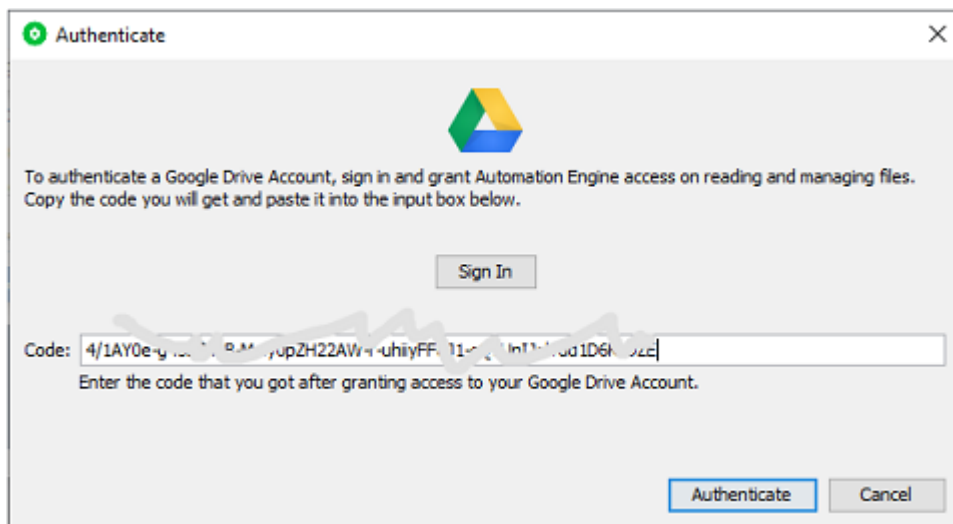 Authenticate
To authenticate a Google Drive Account, sign in and grant Automation Engine access on reading and managing files.
Copy the code you will get and paste it into the input box below.
Sign In
Code:
Enter the code that you got after granting access to your Google Drive Account.
Authenticate Cancel